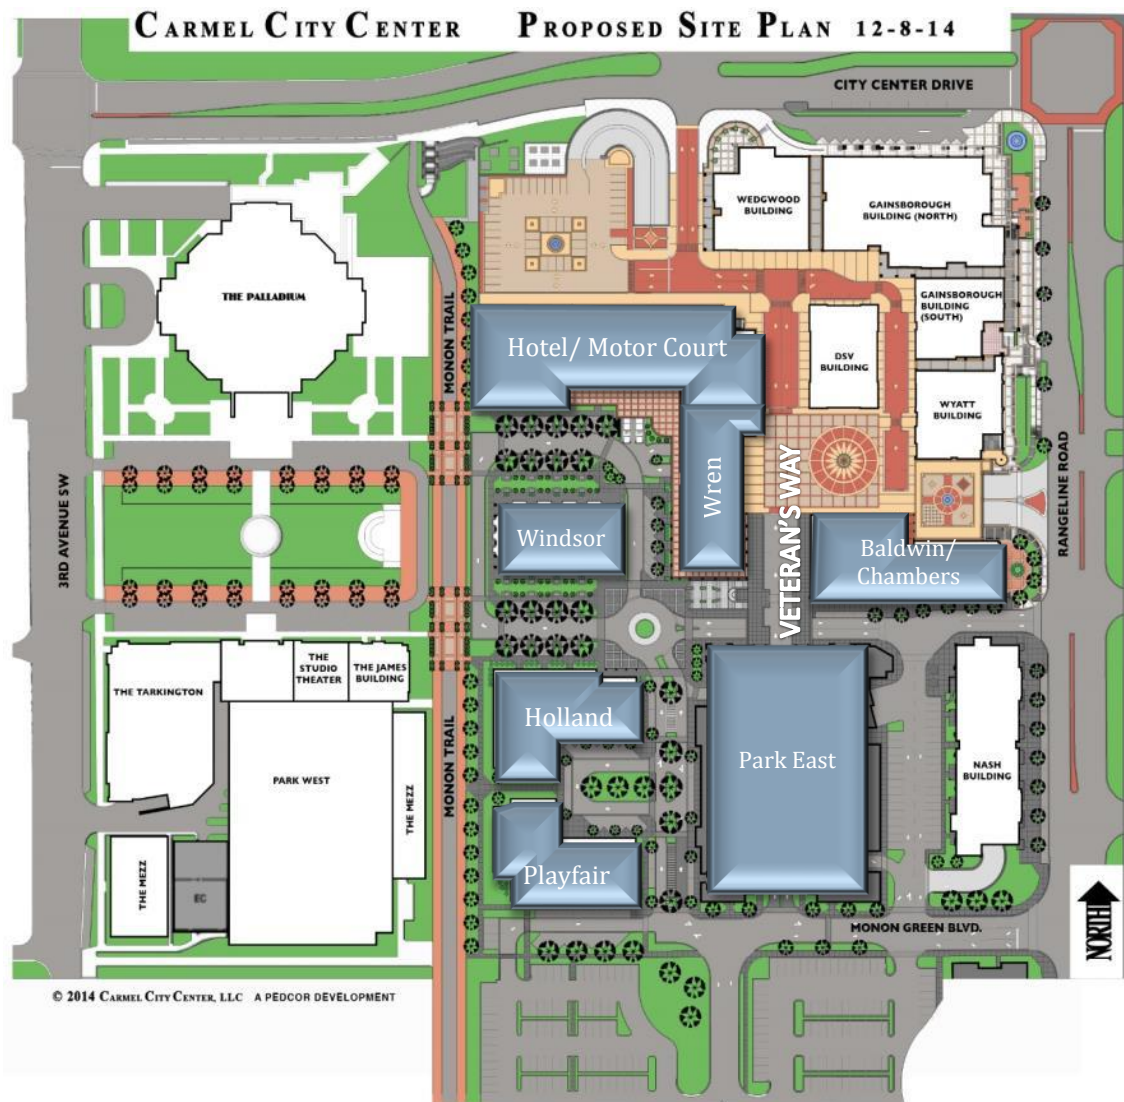 CARMEL CITY CENTER PROPOSED SITE PLAN 12-8-14
CITY CENTER DRIVE
WEDGWOOD
BUILDING
GAINSBOROUGH
BUILDING (NORTH)
THE PALLADIUM
MONON TRAIL
GAINSBOROUGH
BUILDING
(SOUTH)
Hotel/ Motor Court
DSV
BUILDING
WYATT
BUILDING
3RD AVENUE SW
Wren
VETERAN'S WAY
RANGELINE ROAD
Windsor
Baldwin/
Chambers
THE TARKINGTON
THE
STUDIO
THEATER
THE JAMES
BUILDING
Holland
MONON TRAIL
PARK WEST
Park East
NASH
BUILDING
THE MEZZ
THE MEZZ
EC
Playfair
MONON GREEN BLVD.
NORTH
© 2014 CARMEL CITY CENTER, LLC A PEDCOR DEVELOPMENT